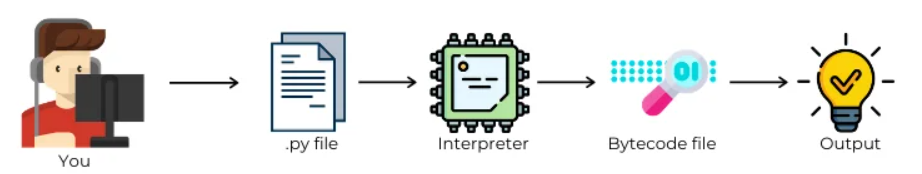 You
.py file
Interpreter
Bytecode file
Output